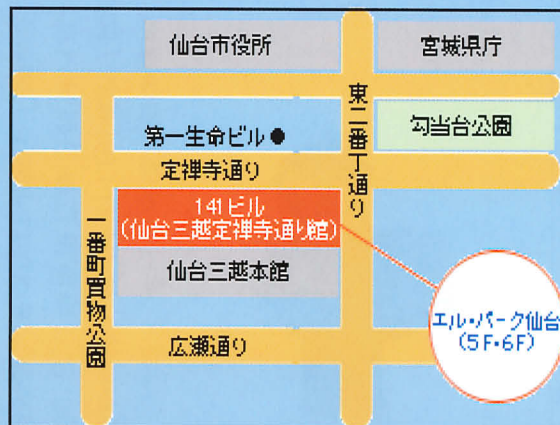 仙台市役所
宮城県庁
東二番丁通り
勾当台公園
第一生命ビル●
定禅寺通り
141ビル
(仙台三越定禅寺通り館)
一番町買物公園
仙台三越本館
エル・パーク仙台
(5F・6F)
広瀬通り